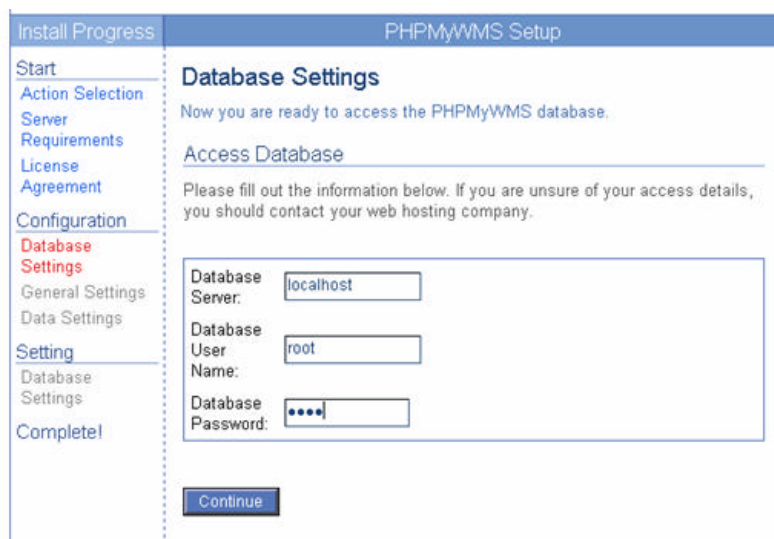 Install Progress
PHPMyWMS Setup
Start
Action Selection
Server
Requirements
License
Agreement
Configuration
Database
Settings
General Settings
Data Settings
Setting
Database
Settings
Complete!
Database Settings
Now you are ready to access the PHPMyWMS database.
Access Database
Please fill out the information below. If you are unsure of your access details,
you should contact your web hosting company.
Database
Server:
localhost
Database
User
Name:
root
Database
Password:
••••
Continue